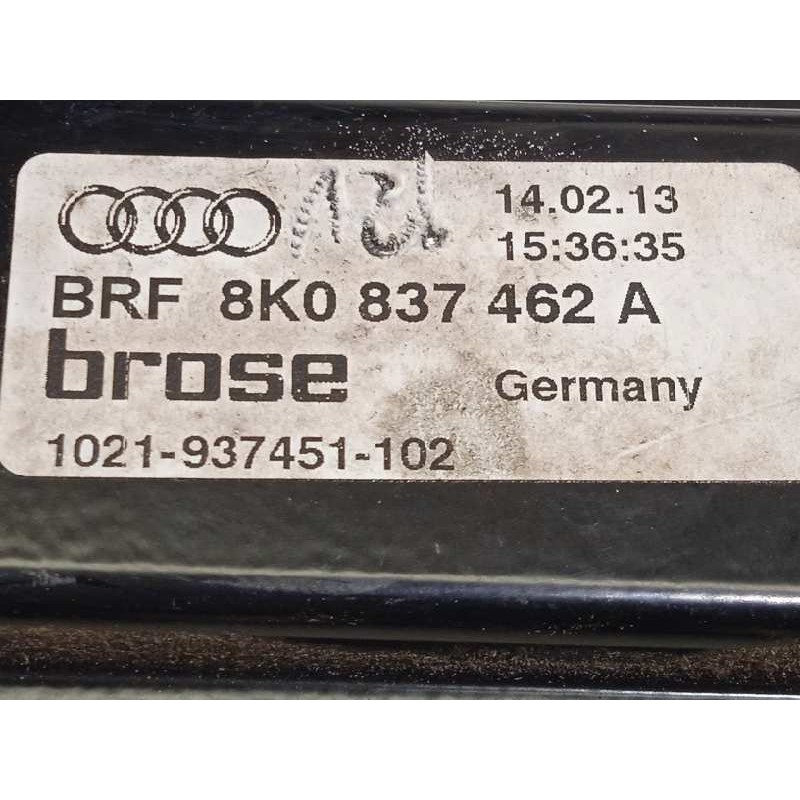 14.02.13
15:36:35
BRF 8K0 837 462 A
brose Germany
1021-937451-102